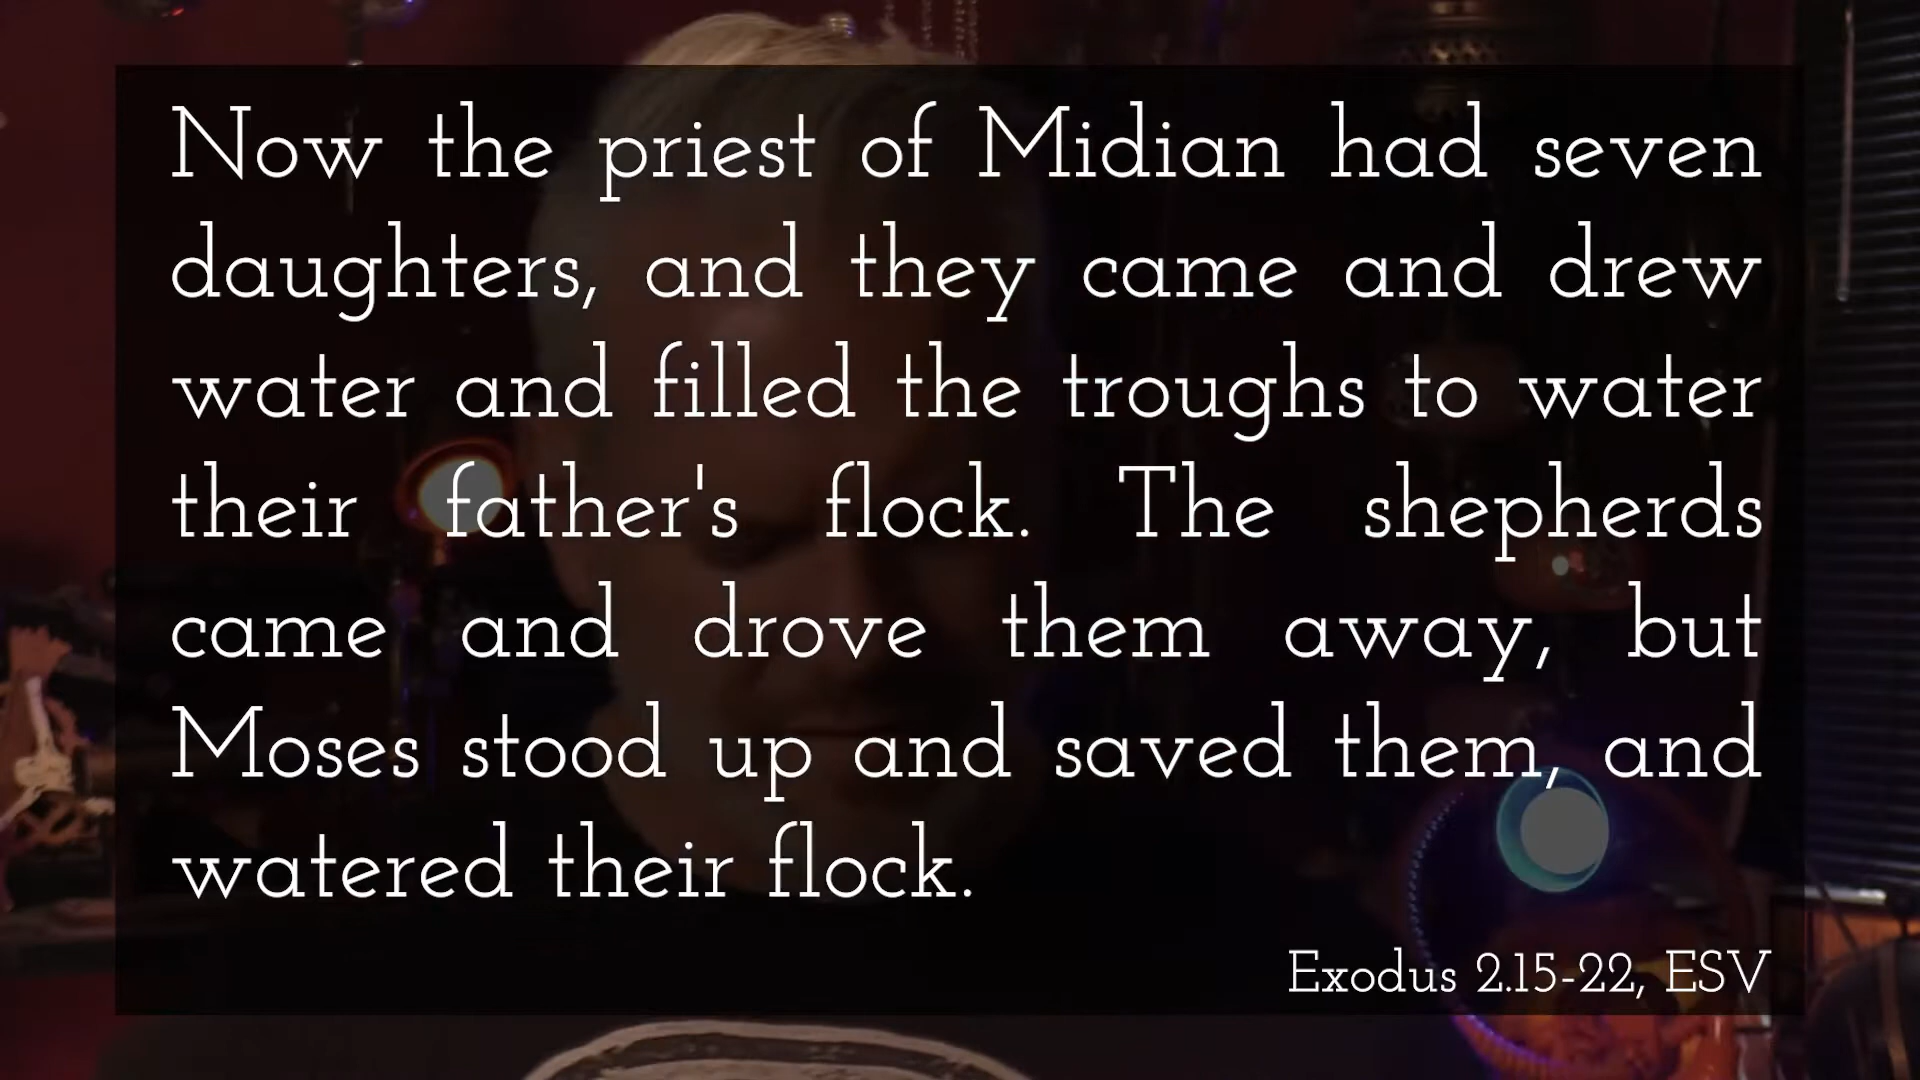 Now the priest of Midian had seven
daughters, and they came and drew
water and filled the troughs to water
their father's flock. The shepherds
came and drove them away, but
Moses stood up and saved them, and
watered their flock.
Exodus 2.15-22, ESV